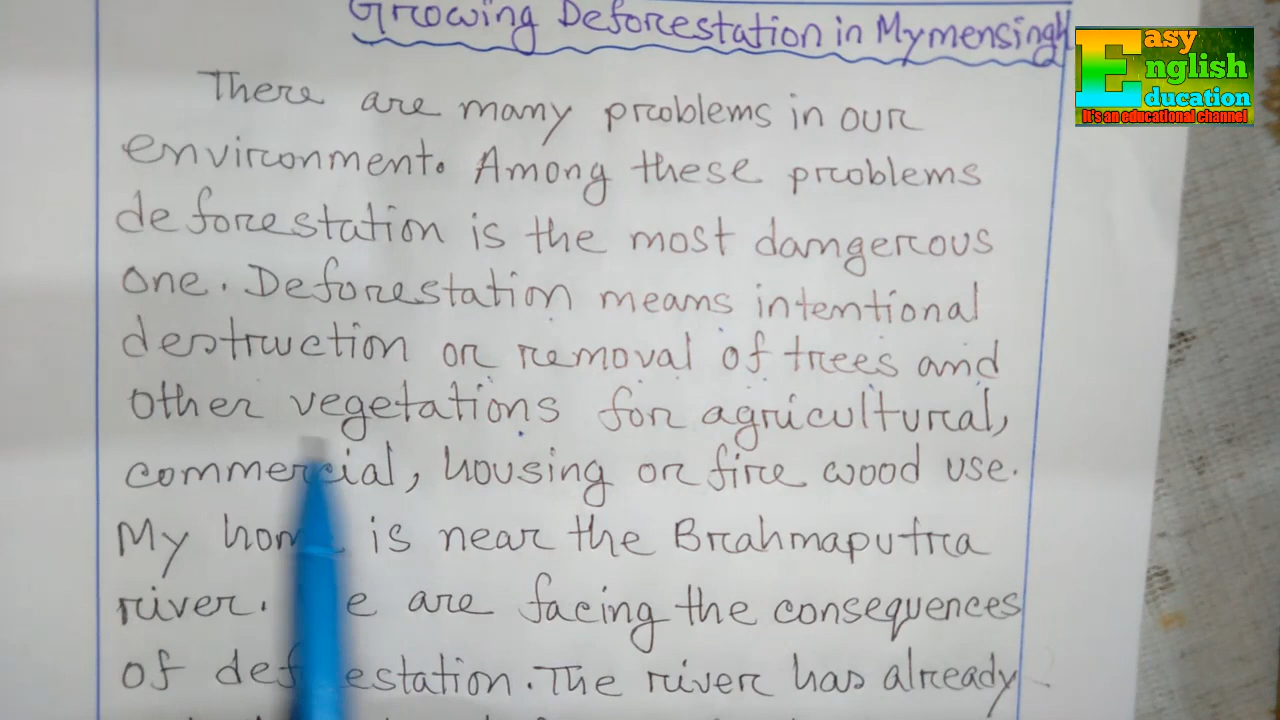 Growing Deforestation in Mymensingh
There are many problems in our
environment. Among these problems
deforestation is the most dangerous
one. Deforestation means intentional
destruction or removal of trees and
other vegetations for agricultural,
commercial, housing or fire wood use.
My home is near the Brahmaputra
river. We are facing the consequences
of deforestation. The river has already
Easy
English
Education
It's an educational channel